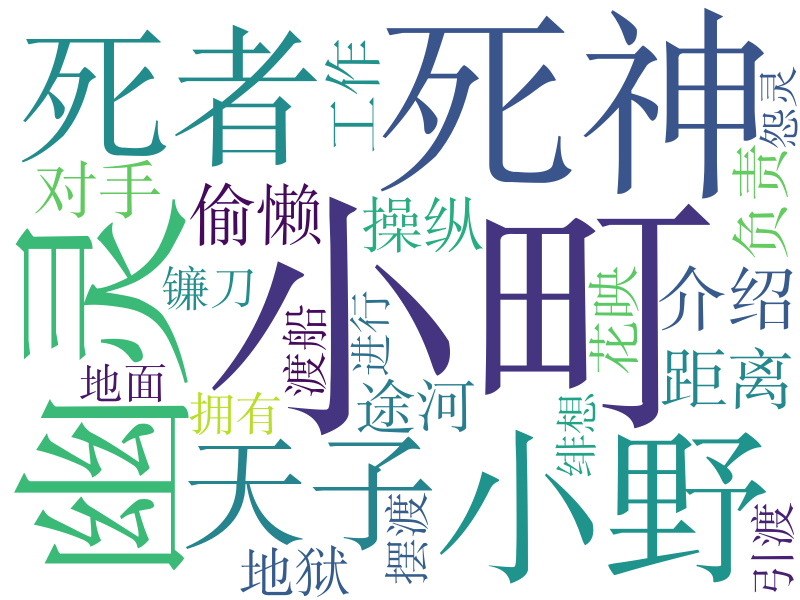 死者
工作
死神
怨灵
对手
偷懒
操纵
负责
幽灵
小町
镰刀
渡船
进行
花映
介绍
地面
拥有
途河
距离
绯想
天子
小野
地狱
摆渡
引渡